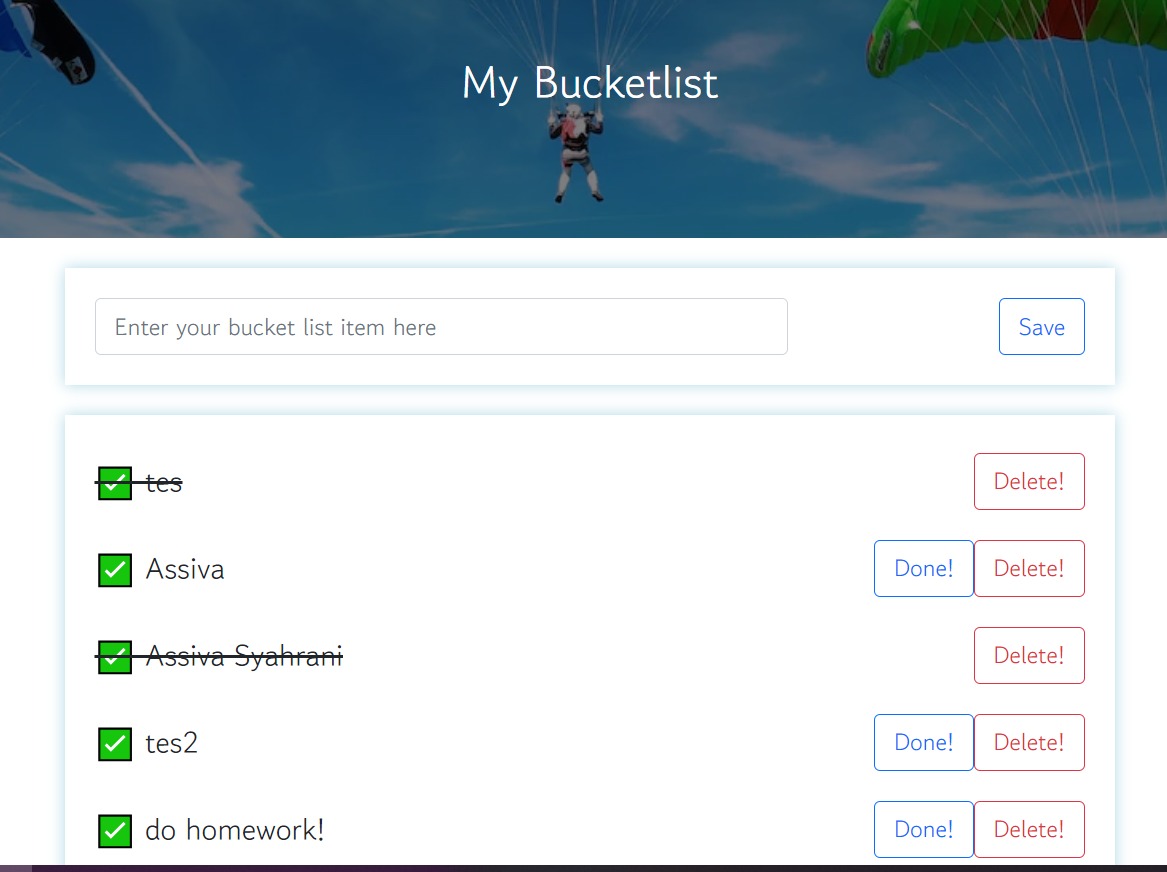 My Bucketlist
Enter your bucket list item here Save
✅ tes Delete!
✅ Assiva Done! Delete!
✅ Assiva Syahrani Delete!
✅ tes2 Done! Delete!
✅ do homework! Done! Delete!